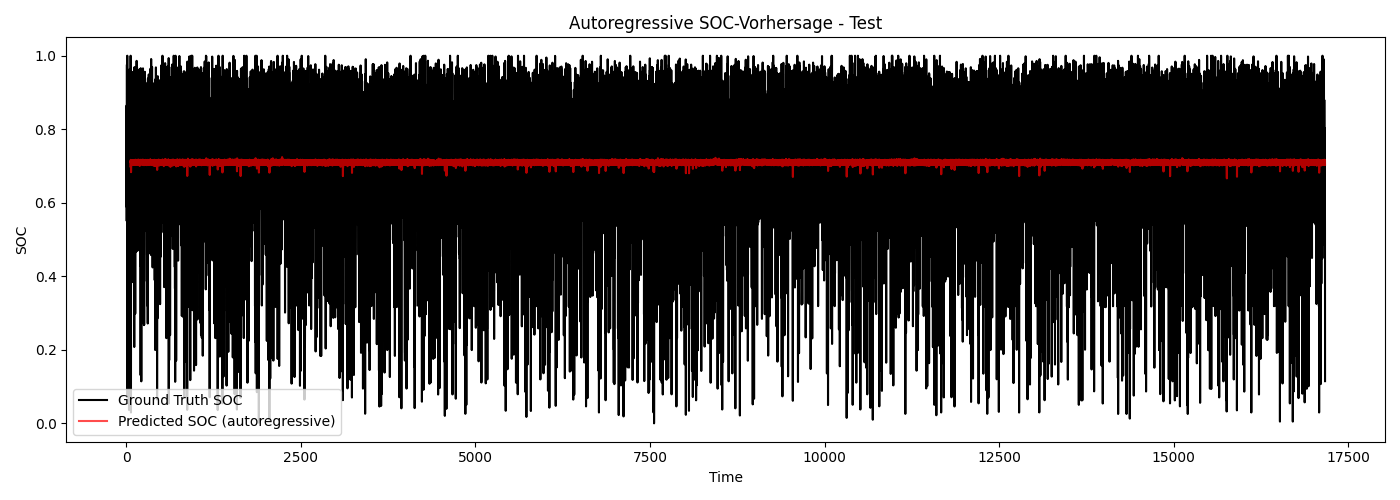 Autoregressive SOC-Vorhersage - Test
SOC
1.0
0.8
0.6
0.4
0.2
0.0
Ground Truth SOC
Predicted SOC (autoregressive)
0 2500 5000 7500 10000 12500 15000 17500
Time